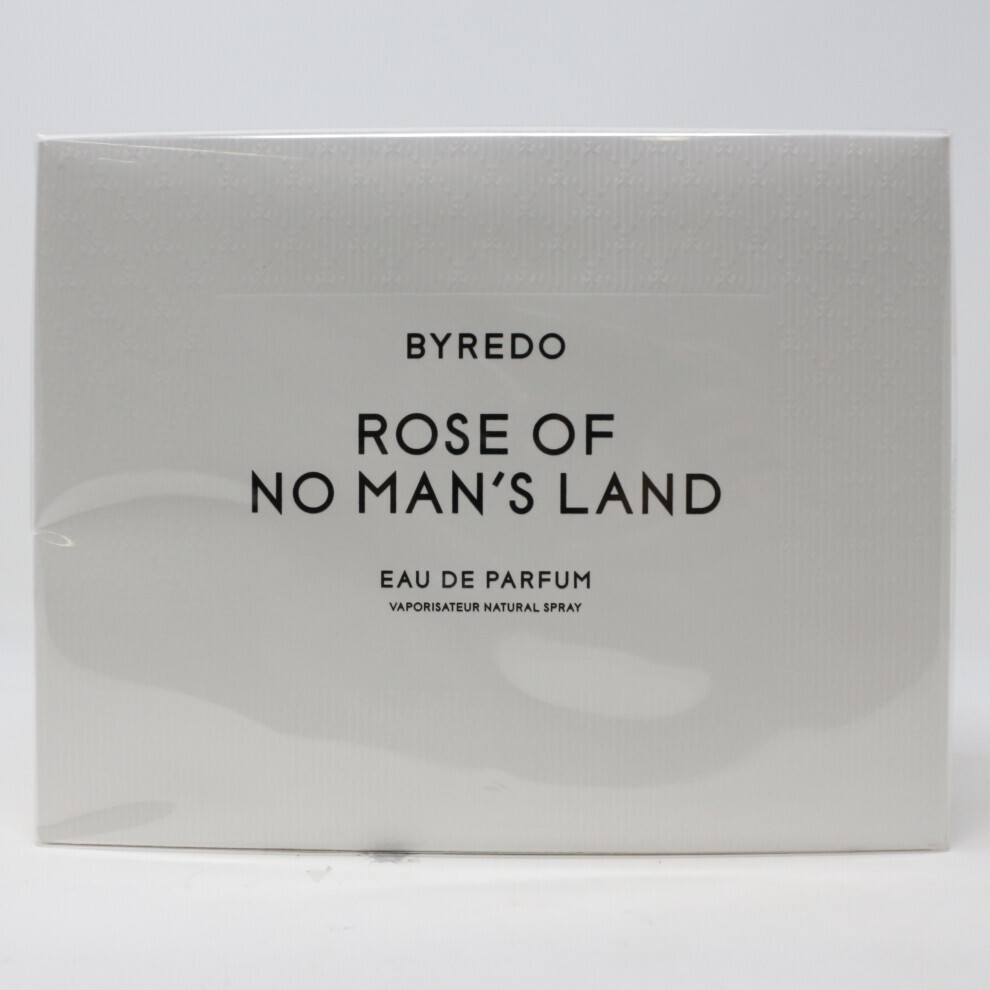 BYREDO
ROSE OF
NO MAN'S LAND
EAU DE PARFUM
VAPORISATEUR NATURAL SPRAY